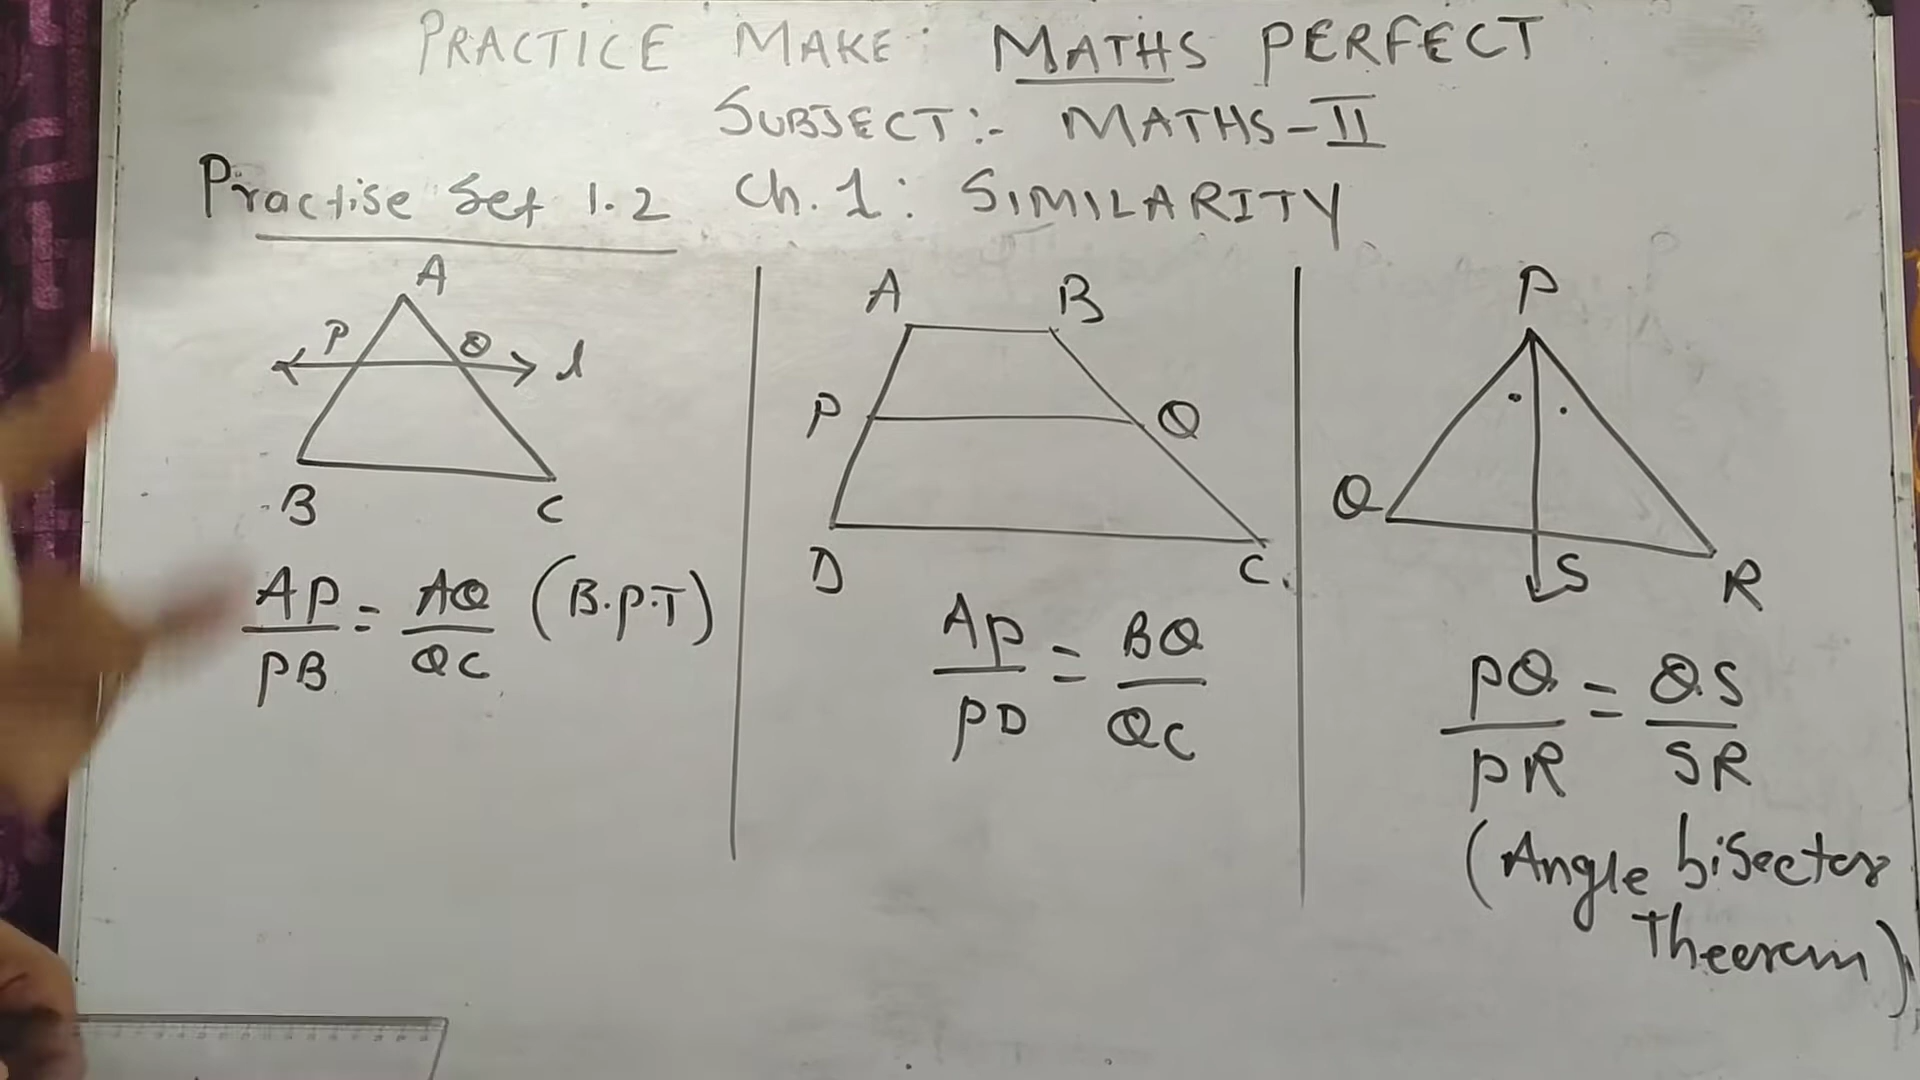 PRACTICE MAKE: MATHS PERFECT
SUBJECT:- MATHS-II
Practise Set 1.2 Ch. 1: SIMILARITY
A
P Q l
B C
AP/PB = AQ/QC (B.P.T)
A B
P Q
D C
AP/PD = BQ/QC
P
Q
S R
PQ/PR = QS/SR
(Angle bisector
Theorem)